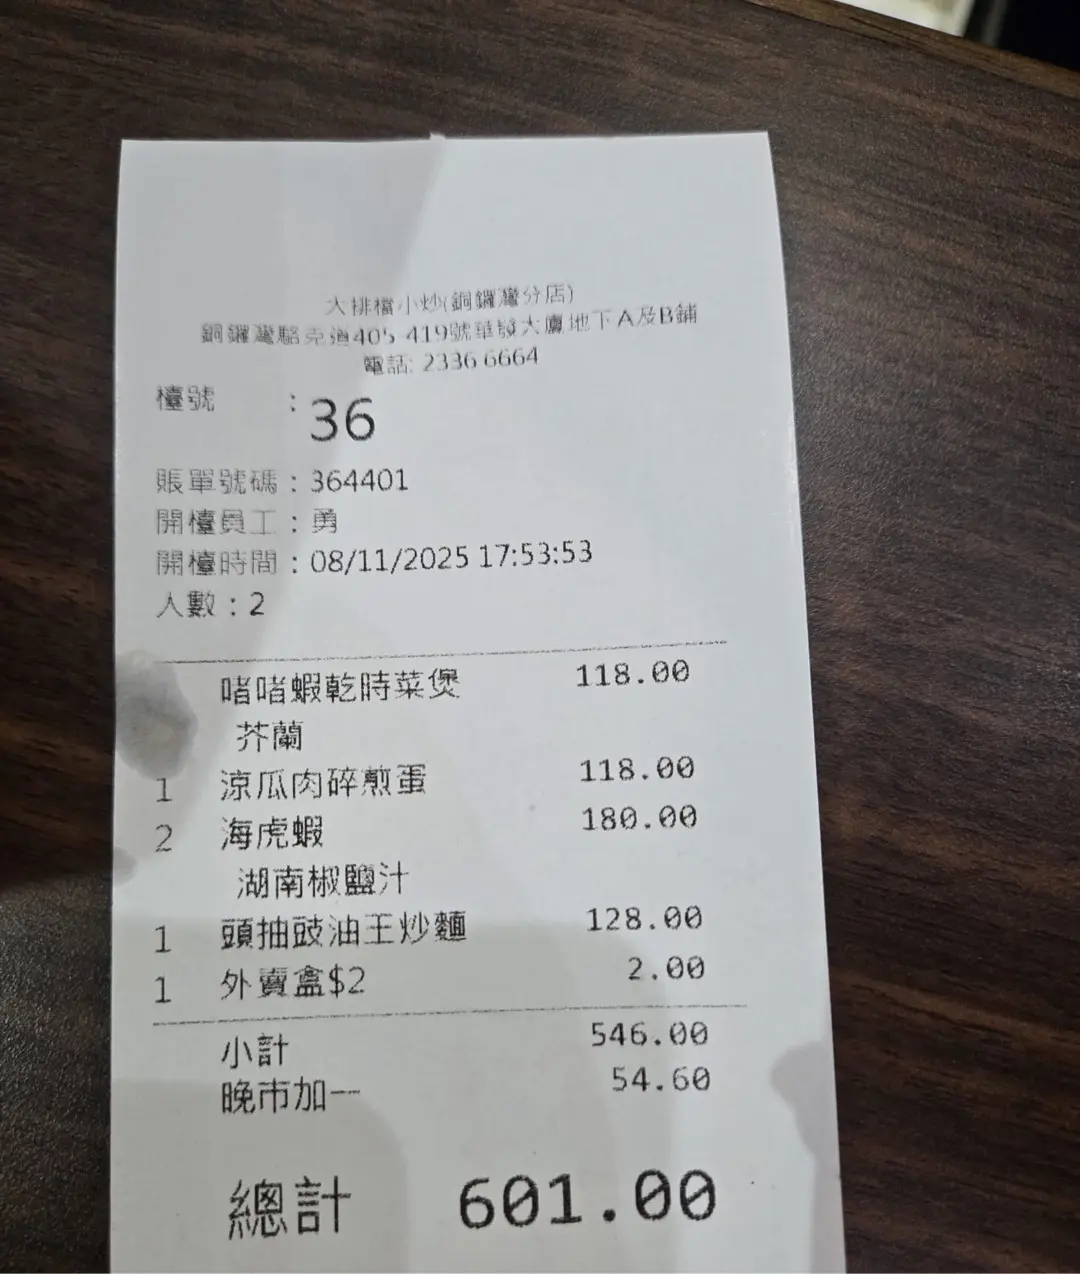 大排檔小炒(銅鑼灣分店)
銅鑼灣駱克道405-419號華發大廈地下A及B鋪
電話: 2336 6664
檯號 : 36
賬單號碼 : 364401
開檯員工 : 勇
開檯時間 : 08/11/2025 17:53:53
人數 : 2
啫啫蝦乾時菜煲 118.00
芥蘭
1 涼瓜肉碎煎蛋 118.00
2 海虎蝦 180.00
湖南椒鹽汁
1 頭抽豉油王炒麵 128.00
1 外賣盒$2 2.00
小計 546.00
晚市加一 54.60
總計 601.00